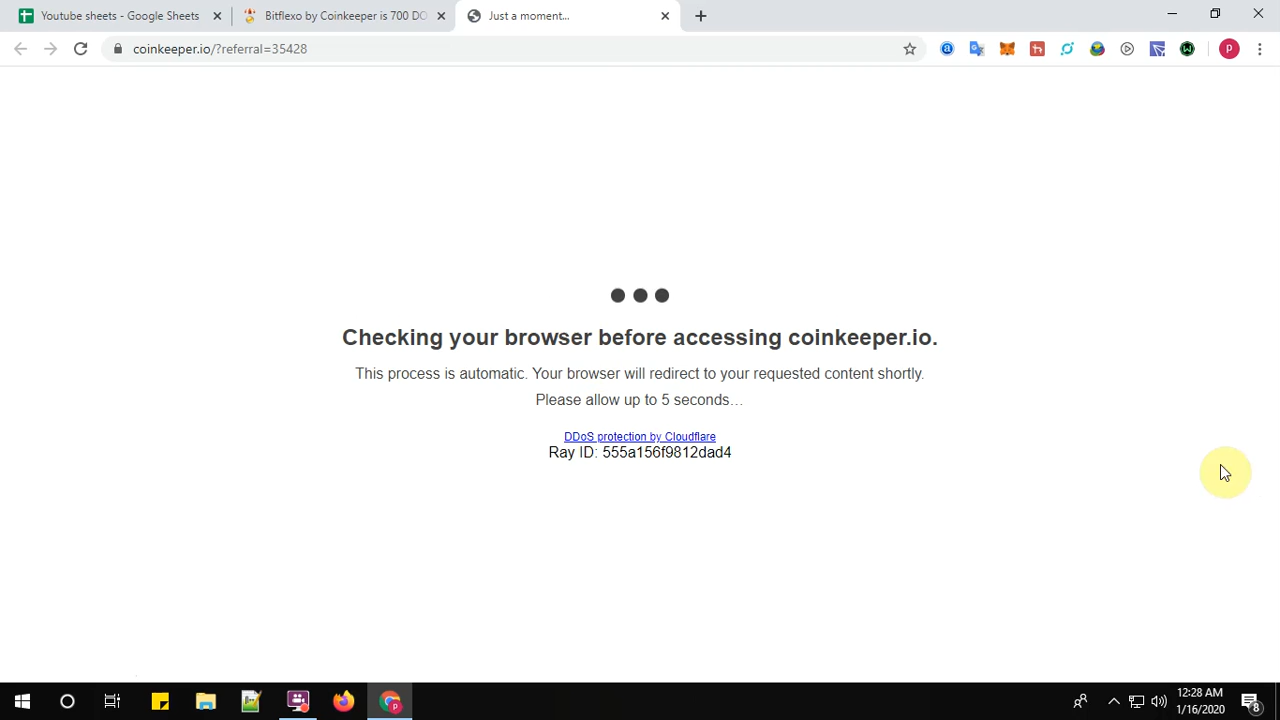 Youtube sheets - Google Sheets
Bitflexo by Coinkeeper is 700 DO
Just a moment...
coinkeeper.io/?referral=35428
Checking your browser before accessing coinkeeper.io.
This process is automatic. Your browser will redirect to your requested content shortly.
Please allow up to 5 seconds…
DDoS protection by Cloudflare
Ray ID: 555a156f9812dad4
12:28 AM
1/16/2020
8